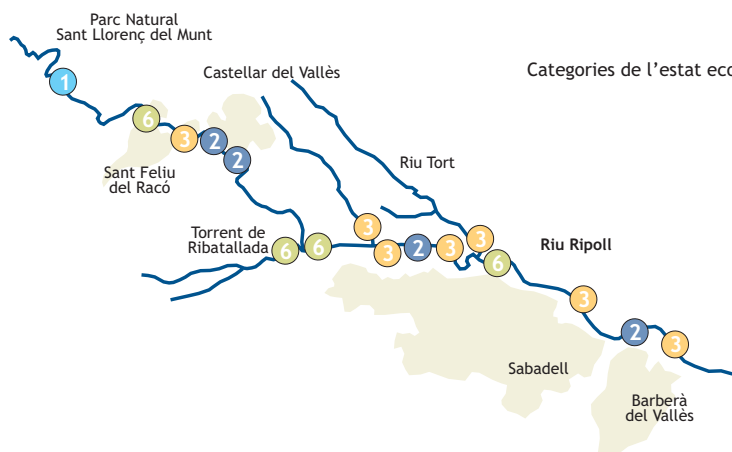 Parc Natural
Sant Llorenç del Munt
Castellar del Vallès
Categories de l'estat
1
6
3
2
2
Sant Feliu
del Racó
Riu Tort
Torrent de
Ribatallada
6
6
3
3
2
3
3
6
Riu Ripoll
3
2
3
Sabadell
Barberà
del Vallès